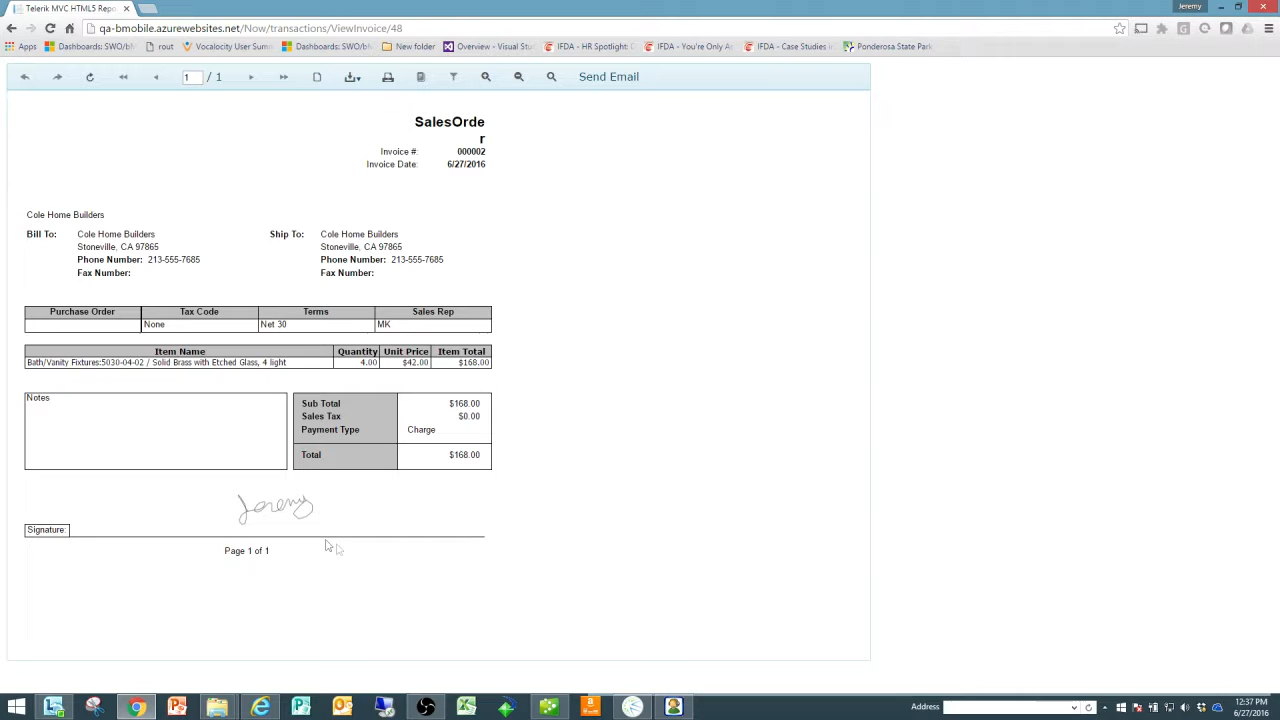 Telerik MVC HTML5 Repo
Jeremy
qa-bmobile.azurewebsites.net/Now/transactions/ViewInvoice/48
Apps Dashboards: SWO/b rout Vocalocity User Summ Dashboards: SWO/b New folder Overview - Visual Stud IFDA - HR Spotlight: D IFDA - You're Only As IFDA - Case Studies in Ponderosa State Park
1 / 1 Send Email
SalesOrde
r
Invoice #: 000002
Invoice Date: 6/27/2016
Cole Home Builders
Bill To: Cole Home Builders Ship To: Cole Home Builders
Stoneville, CA 97865 Stoneville, CA 97865
Phone Number: 213-555-7685 Phone Number: 213-555-7685
Fax Number: Fax Number:
Purchase Order Tax Code Terms Sales Rep
None Net 30 MK
Item Name Quantity Unit Price Item Total
Bath/Vanity Fixtures:5030-04-02 / Solid Brass with Etched Glass, 4 light 4.00 $42.00 $168.00
Notes
Sub Total $168.00
Sales Tax $0.00
Payment Type Charge
Total $168.00
Jeremy
Signature:
Page 1 of 1
Address
12:37 PM
6/27/2016